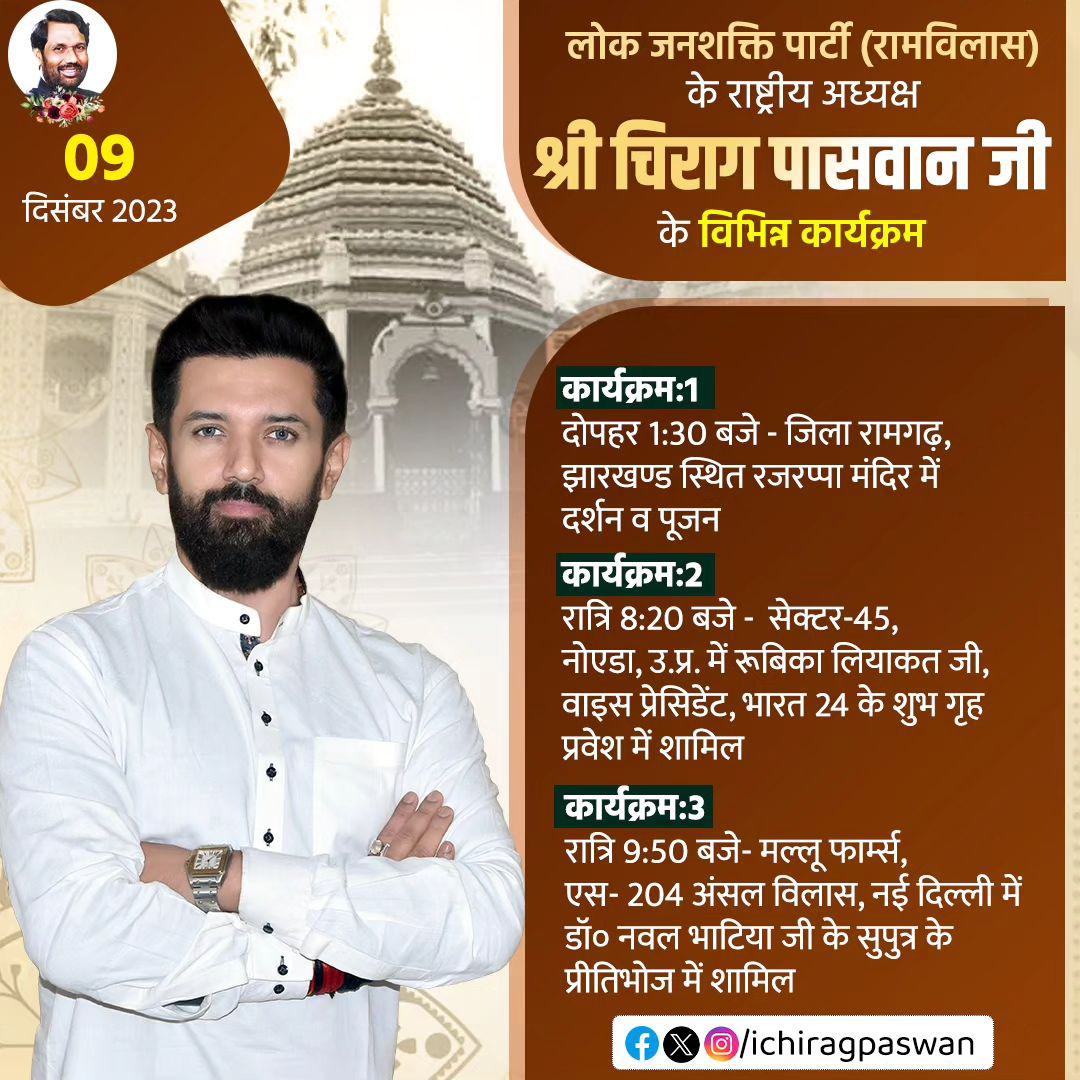 09
दिसंबर 2023
लोक जनशक्ति पार्टी (रामविलास)
के राष्ट्रीय अध्यक्ष
श्री चिराग पासवान जी
के विभिन्न कार्यक्रम
कार्यक्रम:1
दोपहर 1:30 बजे - जिला रामगढ़,
झारखण्ड स्थित रजरप्पा मंदिर में
दर्शन व पूजन
कार्यक्रम:2
रात्रि 8:20 बजे - सेक्टर-45,
नोएडा, उ.प्र. में रूबिका लियाकत जी,
वाइस प्रेसिडेंट, भारत 24 के शुभ गृह
प्रवेश में शामिल
कार्यक्रम:3
रात्रि 9:50 बजे- मल्लू फार्म्स,
एस- 204 अंसल विलास, नई दिल्ली में
डॉ० नवल भाटिया जी के सुपुत्र के
प्रीतिभोज में शामिल
/ichiragpaswan